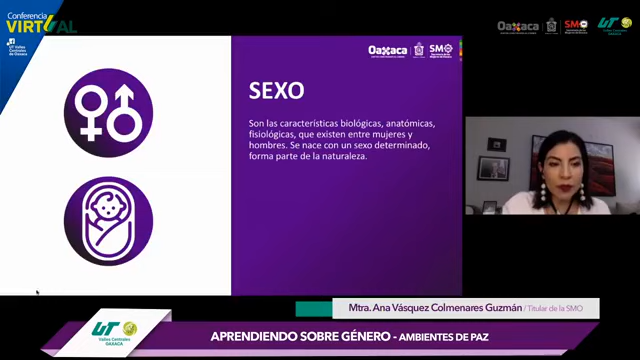 Conferencia
VIRTUAL
UT Valles
Centrales
de Oaxaca
Oaxaca
SMO
UT
Valles Centrales
OAXACA
Oaxaca
SMO
SEXO
Son las características biológicas, anatómicas,
fisiológicas, que existen entre mujeres y
hombres. Se nace con un sexo determinado,
forma parte de la naturaleza.
Mtra. Ana Vásquez Colmenares Guzmán / Titular de la SMO
UT
Valles Centrales
OAXACA
APRENDIENDO SOBRE GÉNERO - AMBIENTES DE PAZ